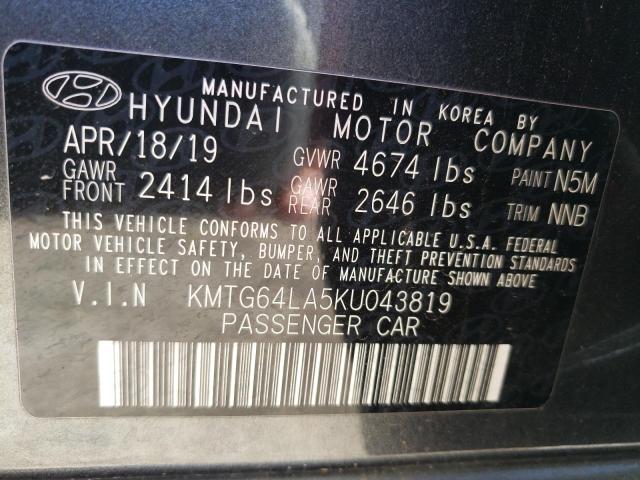 MANUFACTURED IN KOREA BY
HYUNDAI MOTOR COMPANY
APR/18/19 GVWR 4674 lbs PAINT N5M
GAWR FRONT 2414 lbs GAWR REAR 2646 lbs TRIM NNB
THIS VEHICLE CONFORMS TO ALL APPLICABLE U.S.A. FEDERAL
MOTOR VEHICLE SAFETY, BUMPER, AND THEFT PREVENTION STANDARDS
IN EFFECT ON THE DATE OF MANUFACTURE SHOWN ABOVE
V.I.N KMTG64LA5KU043819
PASSENGER CAR